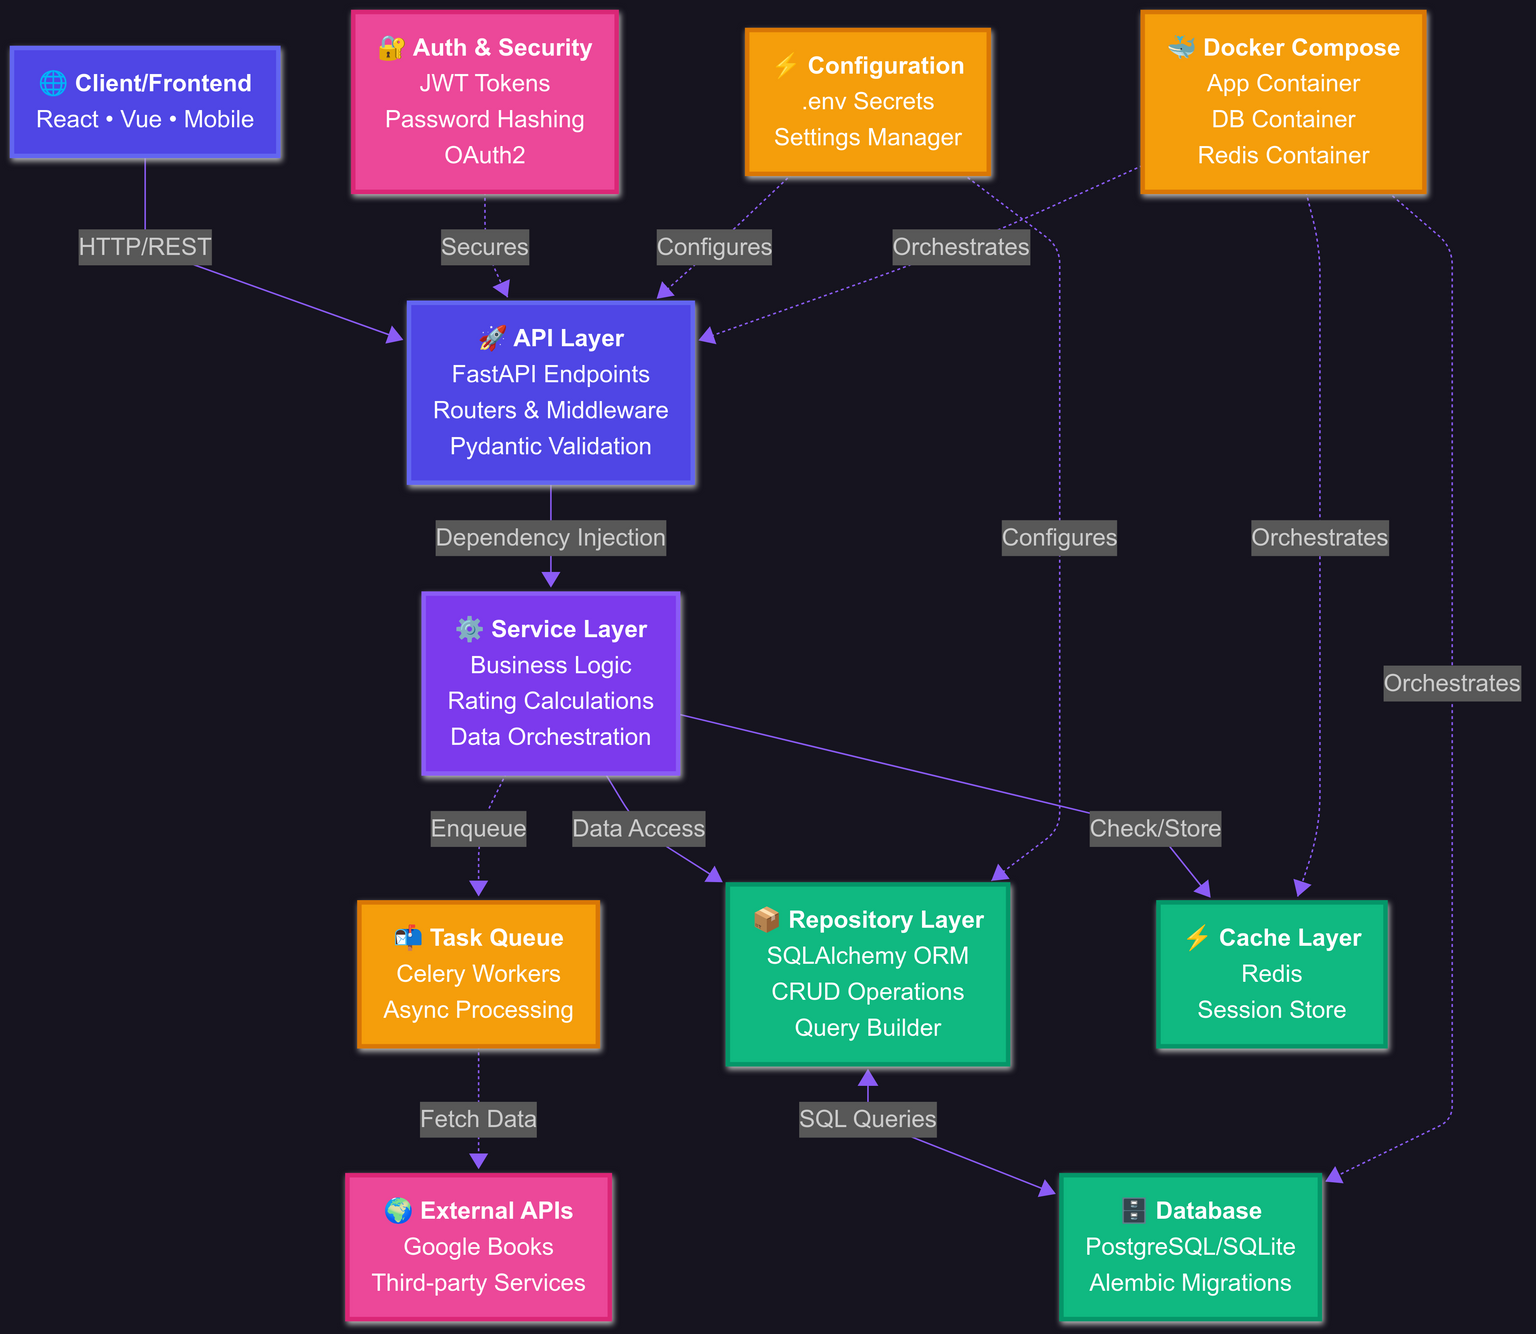 🌐 Client/Frontend
React • Vue • Mobile
🔐 Auth & Security
JWT Tokens
Password Hashing
OAuth2
⚡ Configuration
.env Secrets
Settings Manager
🐳 Docker Compose
App Container
DB Container
Redis Container
HTTP/REST
Secures
Configures
Orchestrates
🚀 API Layer
FastAPI Endpoints
Routers & Middleware
Pydantic Validation
Dependency Injection
Configures
Orchestrates
⚙️ Service Layer
Business Logic
Rating Calculations
Data Orchestration
Orchestrates
Enqueue
Data Access
Check/Store
📬 Task Queue
Celery Workers
Async Processing
📦 Repository Layer
SQLAlchemy ORM
CRUD Operations
Query Builder
⚡ Cache Layer
Redis
Session Store
Fetch Data
SQL Queries
🌍 External APIs
Google Books
Third-party Services
🗄️ Database
PostgreSQL/SQLite
Alembic Migrations